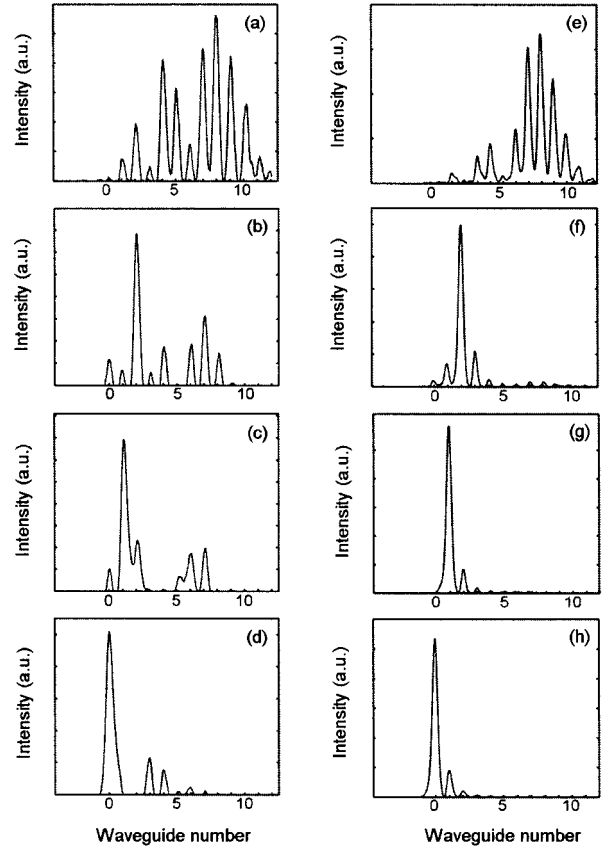 Intensity (a.u.)
(a)
0 5 10
Intensity (a.u.)
(b)
0 5 10
Intensity (a.u.)
(c)
0 5 10
Intensity (a.u.)
(d)
0 5 10
Waveguide number
Intensity (a.u.)
(e)
0 5 10
Intensity (a.u.)
(f)
0 5 10
Intensity (a.u.)
(g)
0 5 10
Intensity (a.u.)
(h)
0 5 10
Waveguide number